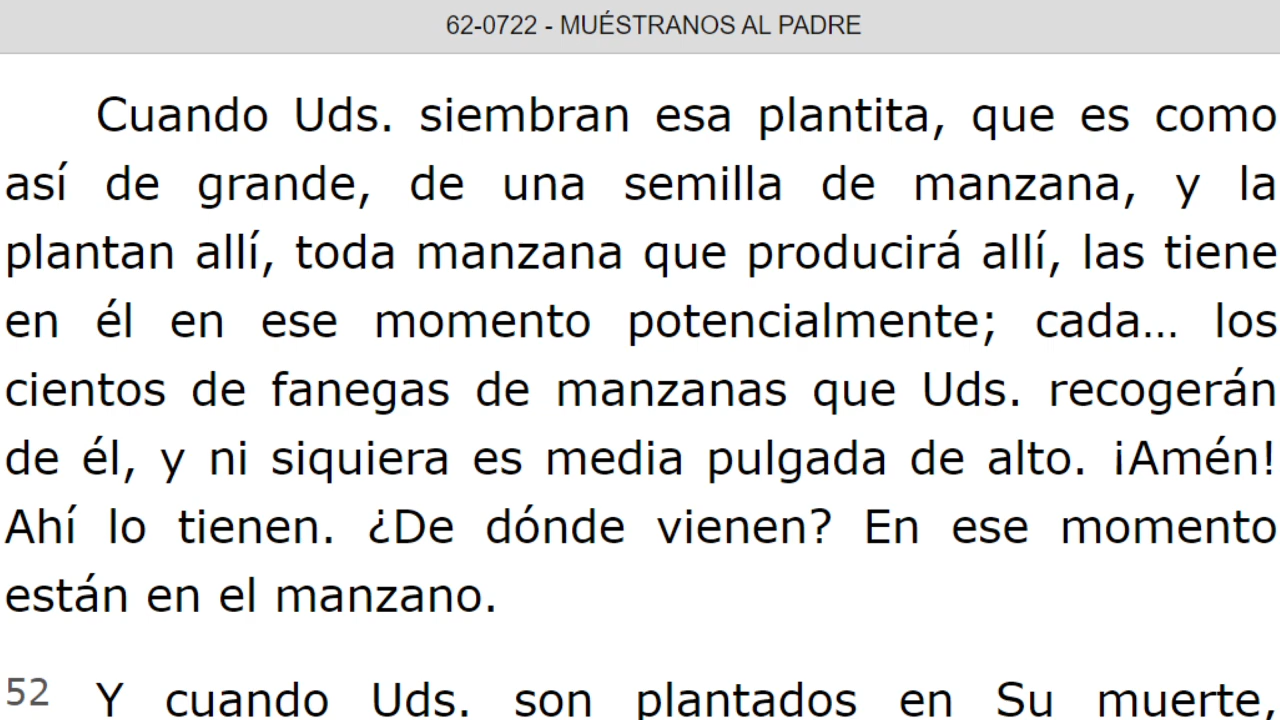 62-0722 - MUÉSTRANOS AL PADRE
Cuando Uds. siembran esa plantita, que es como
así de grande, de una semilla de manzana, y la
plantan allí, toda manzana que producirá allí, las tiene
en él en ese momento potencialmente; cada... los
cientos de fanegas de manzanas que Uds. recogerán
de él, y ni siquiera es media pulgada de alto. ¡Amén!
Ahí lo tienen. ¿De dónde vienen? En ese momento
están en el manzano.
52 Y cuando Uds. son plantados en Su muerte,